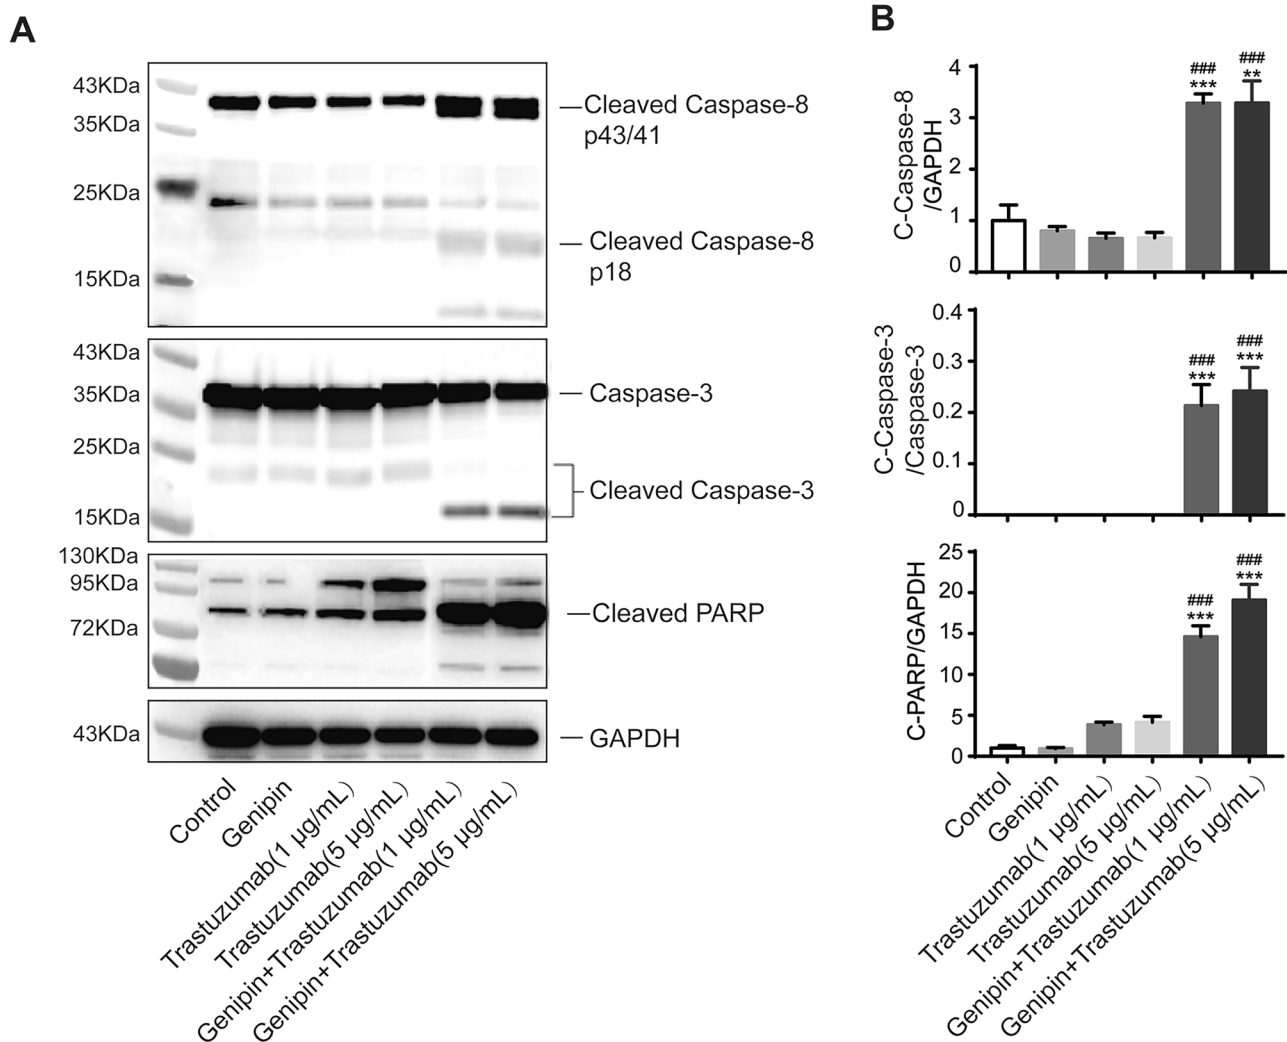 A
43KDa
35KDa
25KDa
15KDa
Cleaved Caspase-8
p43/41
Cleaved Caspase-8
p18
43KDa
35KDa
25KDa
15KDa
Caspase-3
Cleaved Caspase-3
130KDa
95KDa
72KDa
Cleaved PARP
43KDa
GAPDH
Control
Genipin
Trastuzumab(1 µg/mL)
Trastuzumab(5 µg/mL)
Genipin+Trastuzumab(1 µg/mL)
Genipin+Trastuzumab(5 µg/mL)
B
C-Caspase-8
/GAPDH
4
3
2
1
0
###
***
###
**
C-Caspase-3
/Caspase-3
0.4
0.3
0.2
0.1
0
###
***
###
***
C-PARP/GAPDH
25
20
15
10
5
0
###
***
###
***
Control
Genipin
Trastuzumab(1 µg/mL)
Trastuzumab(5 µg/mL)
Genipin+Trastuzumab(1 µg/mL)
Genipin+Trastuzumab(5 µg/mL)